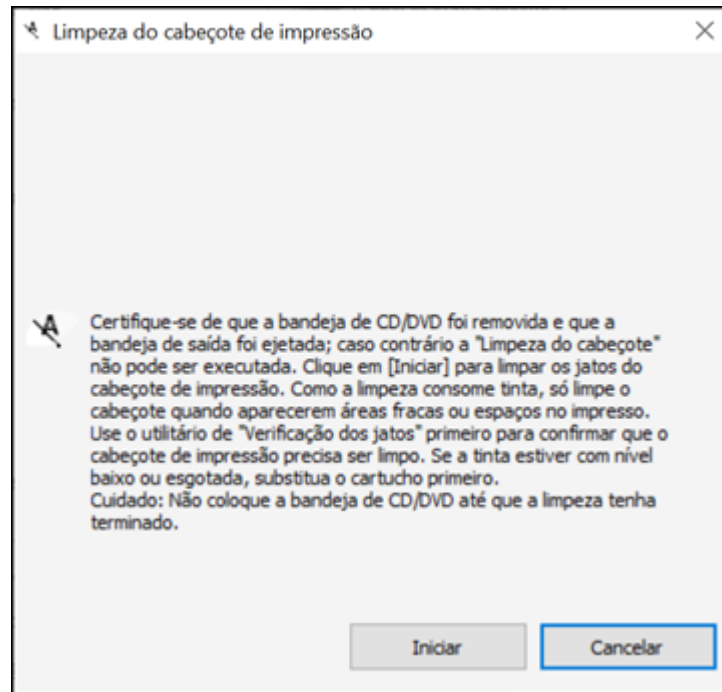 Limpeza do cabeçote de impressão
Certifique-se de que a bandeja de CD/DVD foi removida e que a
bandeja de saída foi ejetada; caso contrário a "Limpeza do cabeçote"
não pode ser executada. Clique em [Iniciar] para limpar os jatos do
cabeçote de impressão. Como a limpeza consome tinta, só limpe o
cabeçote quando aparecerem áreas fracas ou espaços no impresso.
Use o utilitário de "Verificação dos jatos" primeiro para confirmar que o
cabeçote de impressão precisa ser limpo. Se a tinta estiver com nível
baixo ou esgotada, substitua o cartucho primeiro.
Cuidado: Não coloque a bandeja de CD/DVD até que a limpeza tenha
terminado.
Iniciar
Cancelar